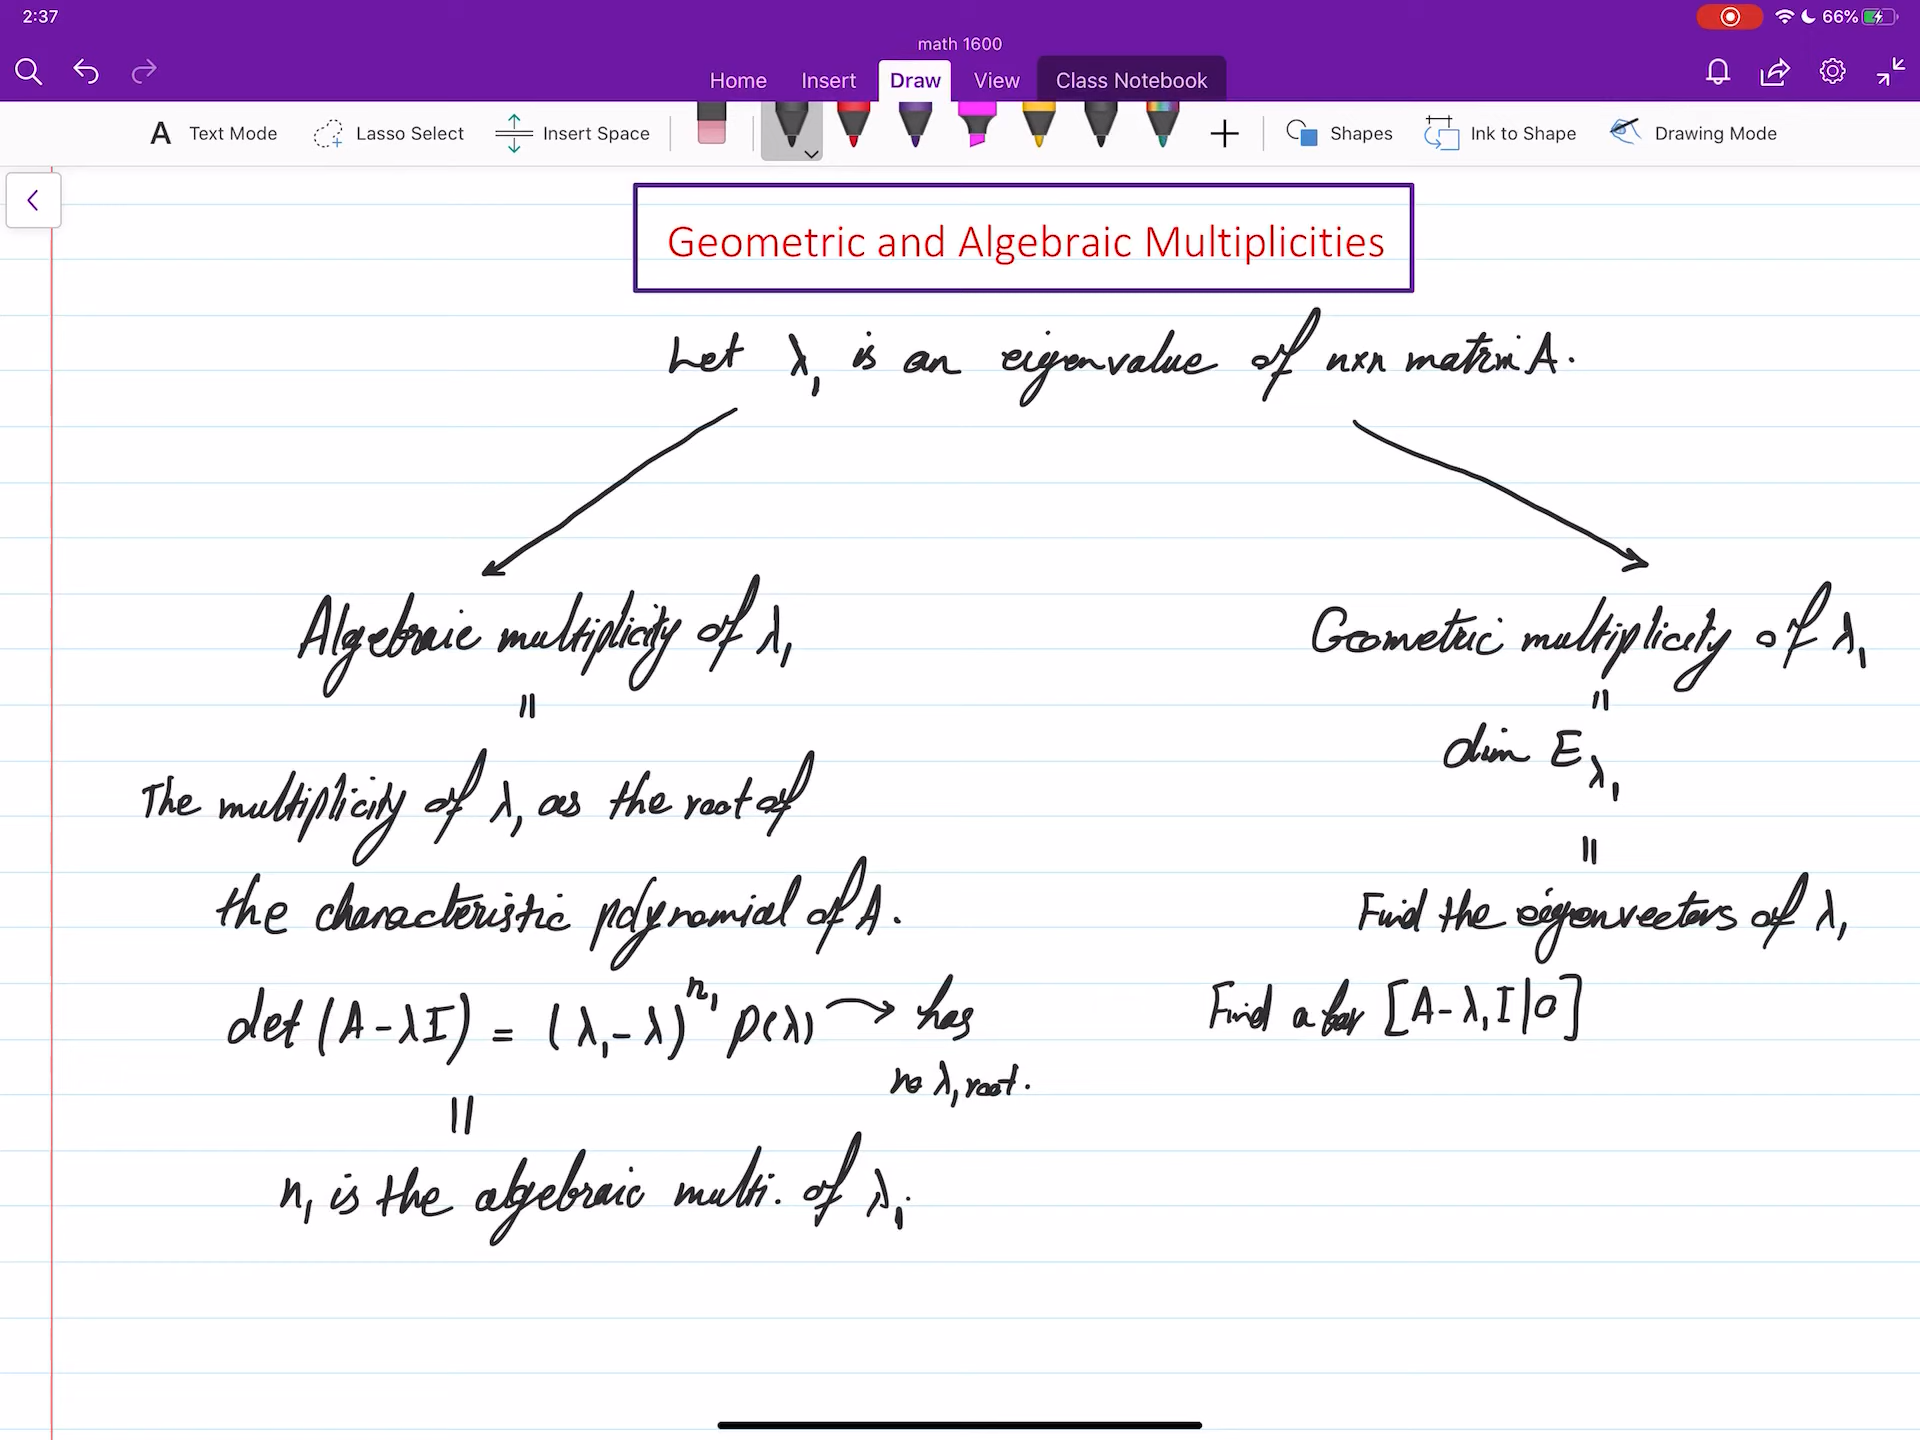 2:37
66%
math 1600
Home Insert Draw View Class Notebook
A Text Mode Lasso Select Insert Space Shapes Ink to Shape Drawing Mode
Geometric and Algebraic Multiplicities
Let λ₁ is an eigenvalue of n×n matrix A.
Algebraic multiplicity of λ₁
=
The multiplicity of λ₁ as the root of
the characteristic polynomial of A.
det (A - λI) = (λ₁ - λ)^n₁ P(λ) → has
no λ₁ root.
=
n₁ is the algebraic multi. of λ₁.
Geometric multiplicity of λ₁
=
dim E_λ₁
=
Find the eigenvectors of λ₁
Find a for [A - λ₁I | 0]